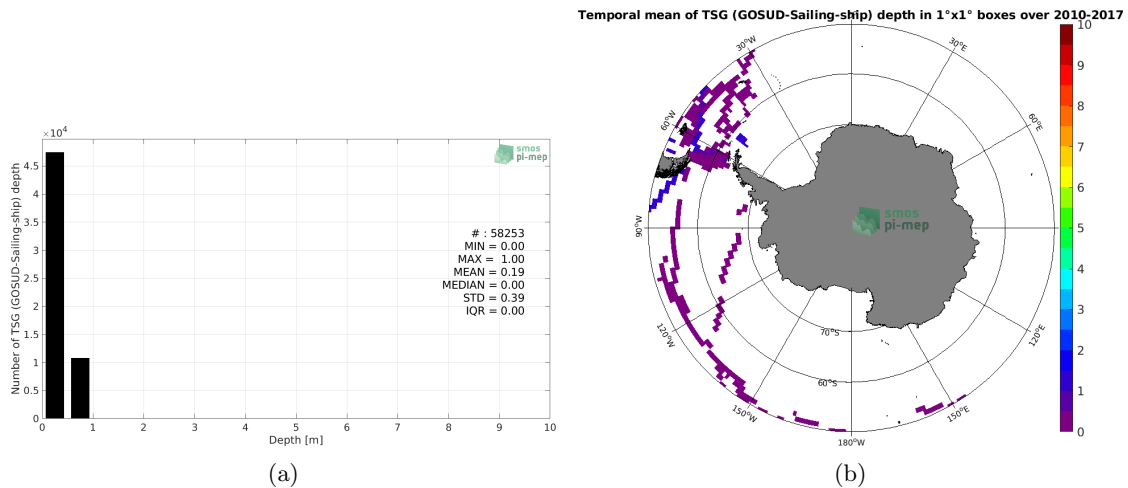 ×10⁴
4.5
4
3.5
3
2.5
2
1.5
1
0.5
0
Number of TSG (GOSUD-Sailing-ship) depth
smos
pi-mep
# : 58253
MIN = 0.00
MAX = 1.00
MEAN = 0.19
MEDIAN = 0.00
STD = 0.39
IQR = 0.00
0 1 2 3 4 5 6 7 8 9 10
Depth [m]
(a)
Temporal mean of TSG (GOSUD-Sailing-ship) depth in 1°x1° boxes over 2010-2017
30°W
30°E
60°W
60°E
90°W
120°W
120°E
150°W
150°E
180°W
70°S
60°S
smos
pi-mep
10
9
8
7
6
5
4
3
2
1
0
(b)